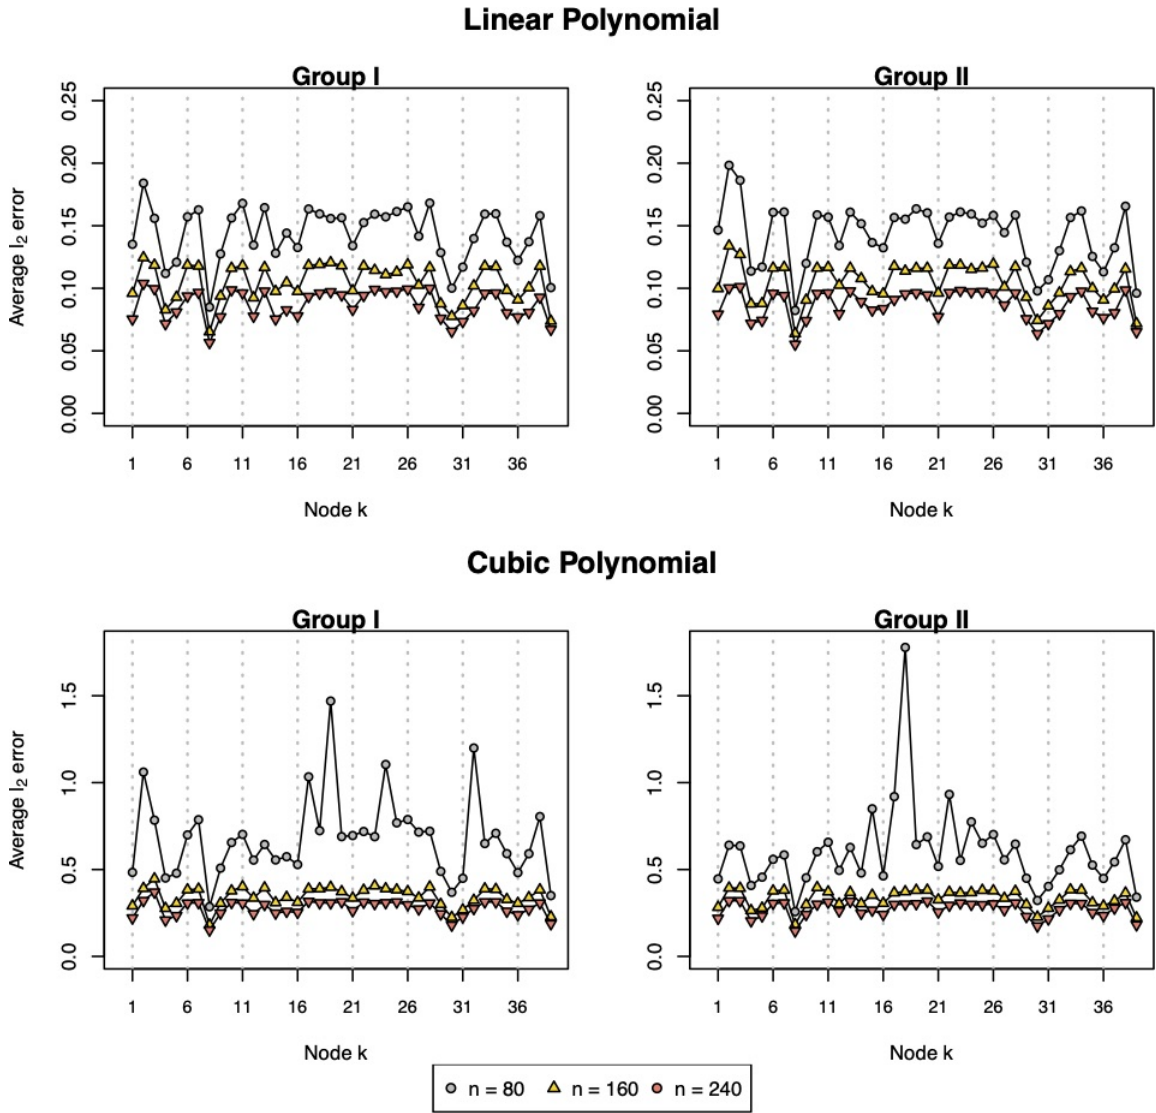 Linear Polynomial
Group I
Group II
Average l2 error
0.00 0.05 0.10 0.15 0.20 0.25
0.00 0.05 0.10 0.15 0.20 0.25
1 6 11 16 21 26 31 36
1 6 11 16 21 26 31 36
Node k
Node k
Cubic Polynomial
Group I
Group II
Average l2 error
0.0 0.5 1.0 1.5
0.0 0.5 1.0 1.5
1 6 11 16 21 26 31 36
1 6 11 16 21 26 31 36
Node k
Node k
n = 80 n = 160 n = 240